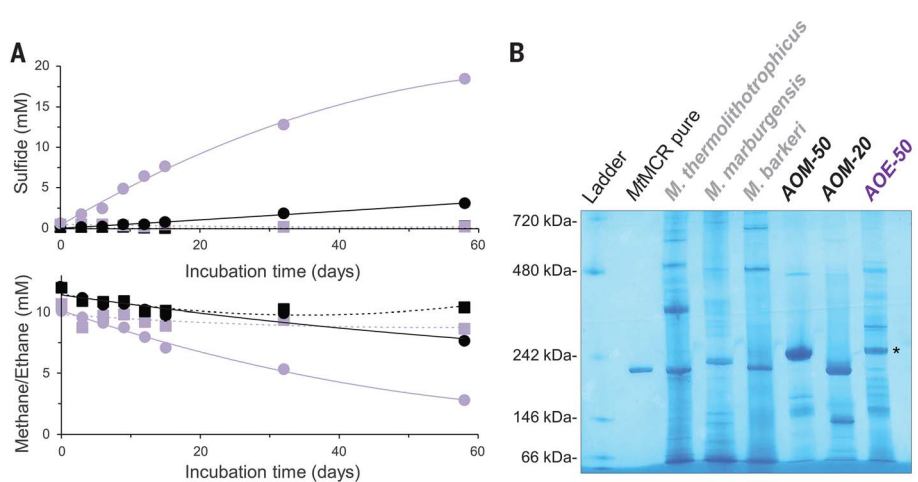 A
Sulfide (mM)
20
15
10
5
0
0
20
40
60
Incubation time (days)
Methane/Ethane (mM)
10
5
0
0
20
40
60
Incubation time (days)
B
Ladder
MtMCR pure
M. thermolithotrophicus
M. marburgensis
M. barkeri
AOM-50
AOM-20
AOE-50
720 kDa-
480 kDa-
242 kDa-
146 kDa-
66 kDa-
*